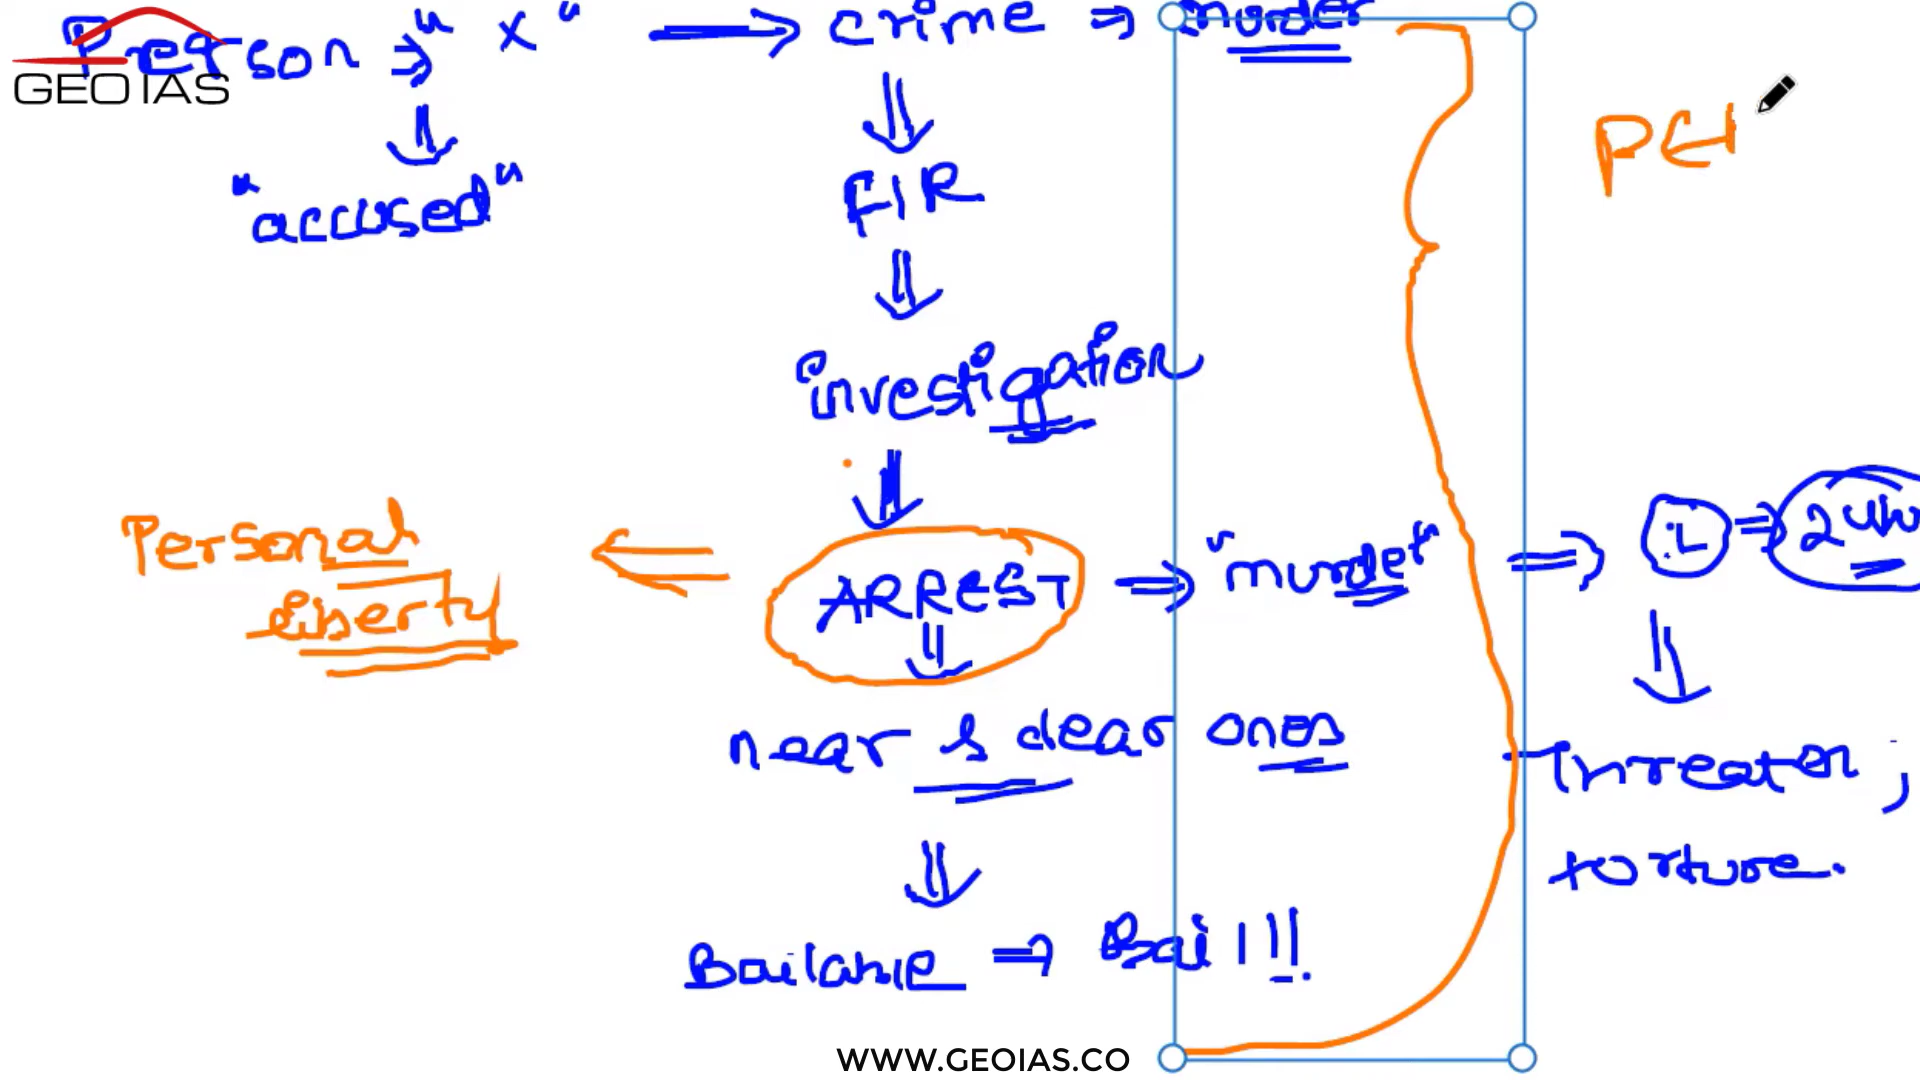 Person ⇒ "x" → crime ⇒ murder
GEO IAS
"accused"
FIR
investigation
Personal
liberty
ARREST ⇒ "murder" ⇒ L ⇒
near & dear ones
Threaten ;
torture.
Bailable ⇒ Bail!!!
WWW.GEOIAS.CO